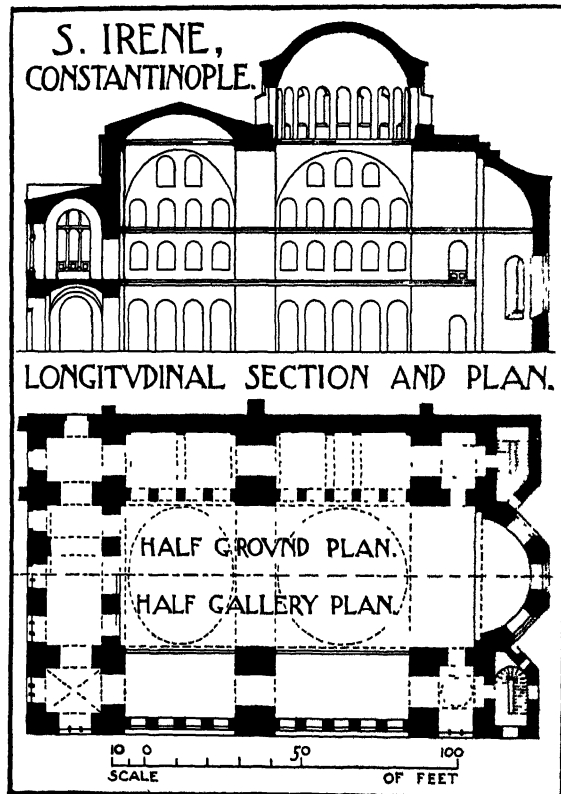 S. IRENE,
CONSTANTINOPLE.
LONGITVDINAL SECTION AND PLAN.
HALF GROVND PLAN.
HALF GALLERY PLAN.
10 0 50 100
SCALE OF FEET